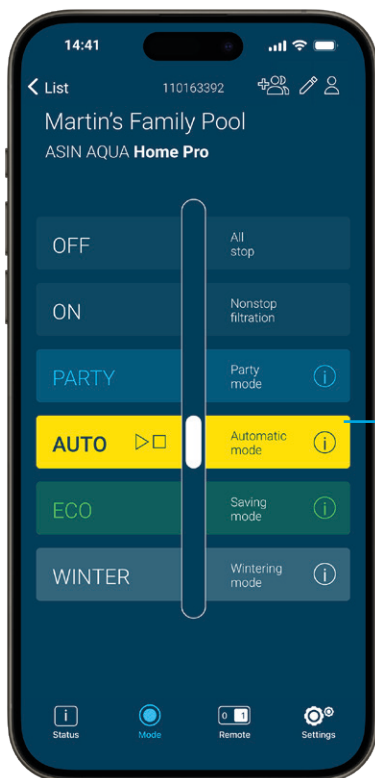 14:41
List
110163392
Martin's Family Pool
ASIN AQUA Home Pro
OFF
All
stop
ON
Nonstop
filtration
PARTY
Party
mode
AUTO
Automatic
mode
ECO
Saving
mode
WINTER
Wintering
mode
Status
Mode
0 1
Remote
Settings